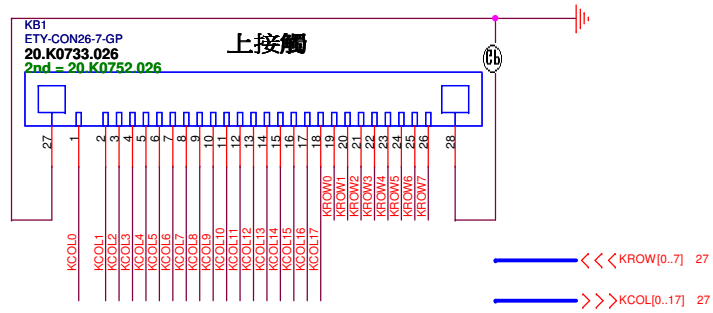 KB1
ETY-CON26-7-GP
20.K0733.026
2nd = 20.K0752.026
上接觸
27 1 2 3 4 5 6 7 8 9 10 11 12 13 14 15 16 17 18 19 20 21 22 23 24 25 26 28
KCOL0 KCOL1 KCOL2 KCOL3 KCOL4 KCOL5 KCOL6 KCOL7 KCOL8 KCOL9 KCOL10 KCOL11 KCOL12 KCOL13 KCOL14 KCOL15 KCOL16 KCOL17 KROW0 KROW1 KROW2 KROW3 KROW4 KROW5 KROW6 KROW7
KROW[0..7] 27
KCOL[0..17] 27